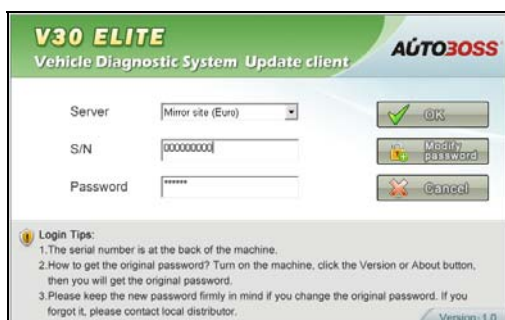 V30 ELITE
Vehicle Diagnostic System Update client
AUTOBOSS
Server
Mirror site (Euro)
OK
S/N
000000000
Modify password
Password
******
Cancel
Login Tips:
1.The serial number is at the back of the machine.
2.How to get the original password? Turn on the machine, click the Version or About button,
then you will get the original password.
3.Please keep the new password firmly in mind if you change the original password. If you
forgot it, please contact local distributor.
Version: 1.0